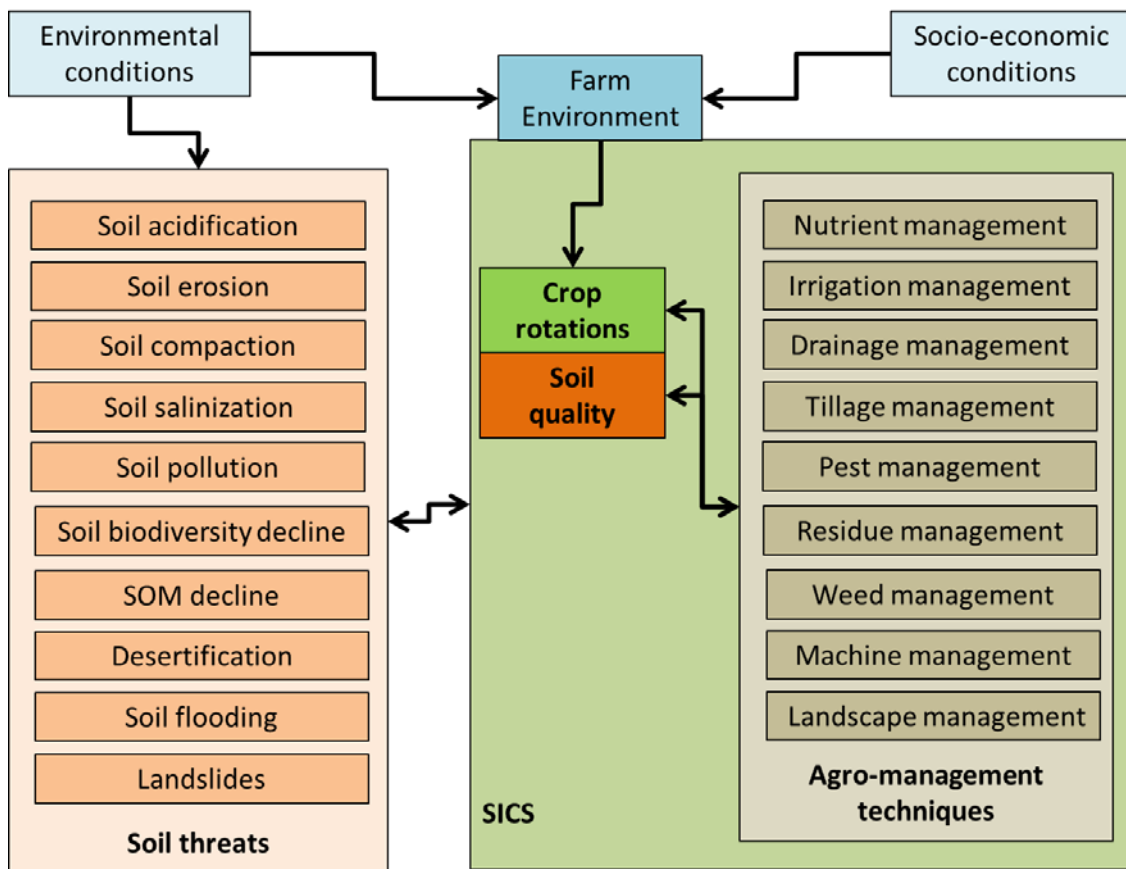 Environmental
conditions
Socio-economic
conditions
Farm
Environment
Soil acidification
Soil erosion
Soil compaction
Soil salinization
Soil pollution
Soil biodiversity decline
SOM decline
Desertification
Soil flooding
Landslides
Soil threats
Crop
rotations
Soil
quality
SICS
Nutrient management
Irrigation management
Drainage management
Tillage management
Pest management
Residue management
Weed management
Machine management
Landscape management
Agro-management
techniques